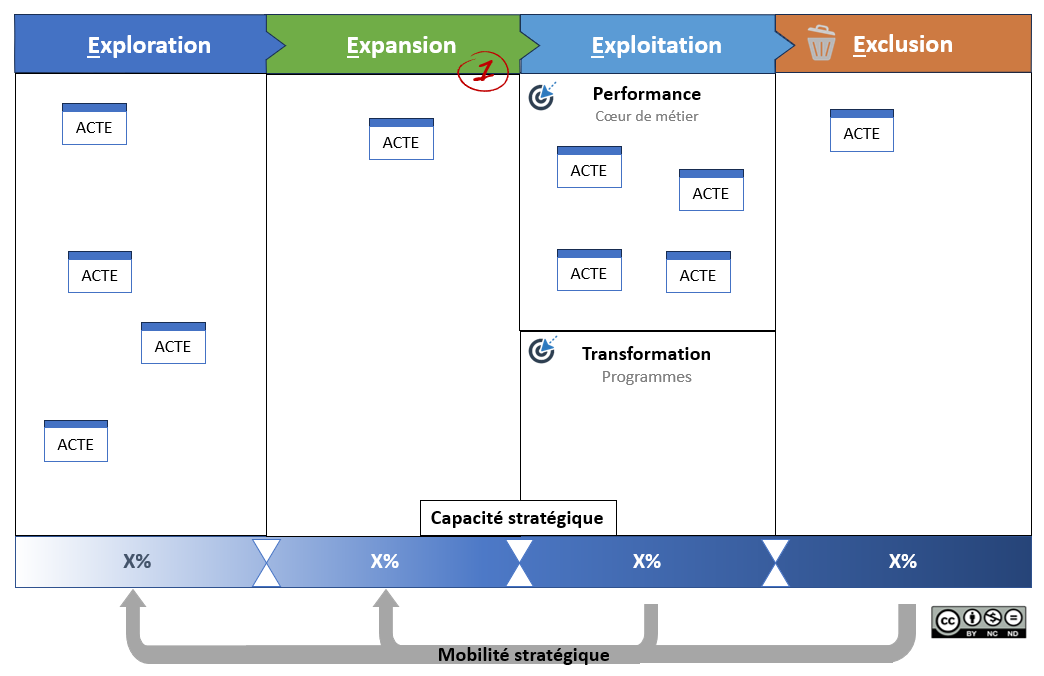 Exploration
Expansion
Exploitation
Exclusion
1
Performance
Cœur de métier
ACTE
ACTE
ACTE
ACTE
ACTE
ACTE
ACTE
ACTE
ACTE
ACTE
Transformation
Programmes
Capacité stratégique
X%
X%
X%
X%
Mobilité stratégique
CC
BY NC ND